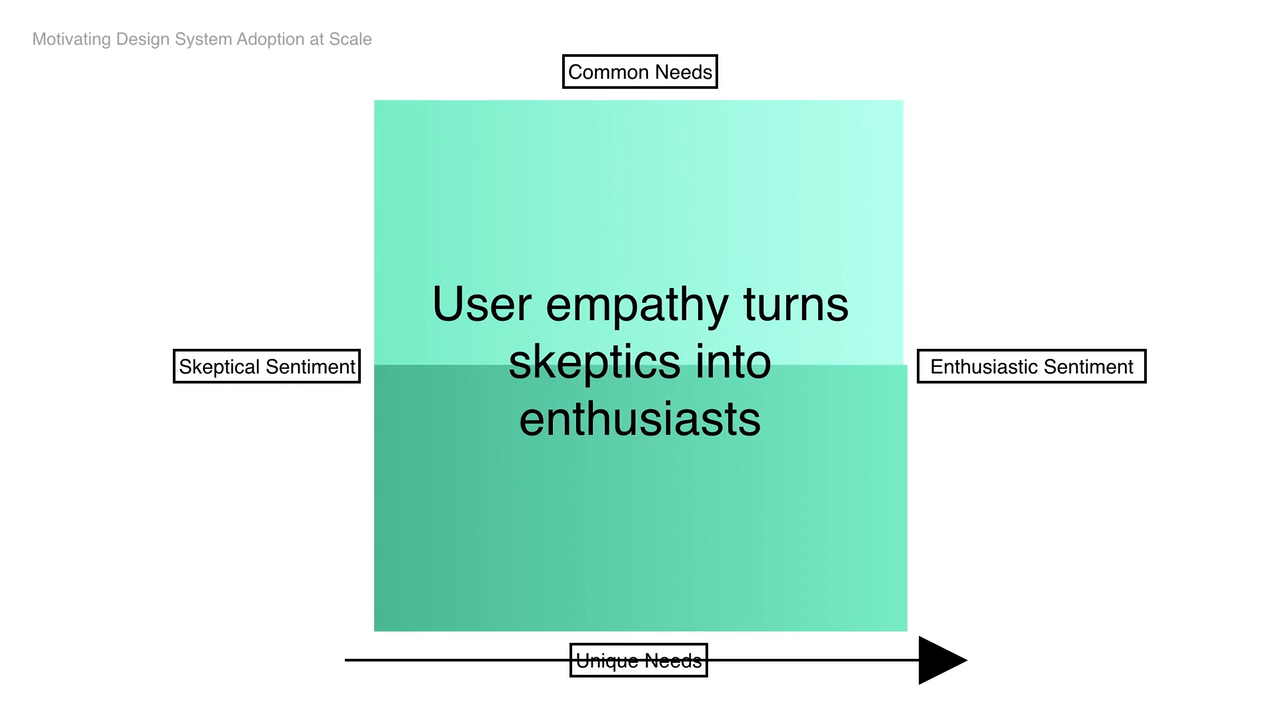 Motivating Design System Adoption at Scale
Common Needs
User empathy turns
skeptics into
enthusiasts
Skeptical Sentiment
Enthusiastic Sentiment
Unique Needs